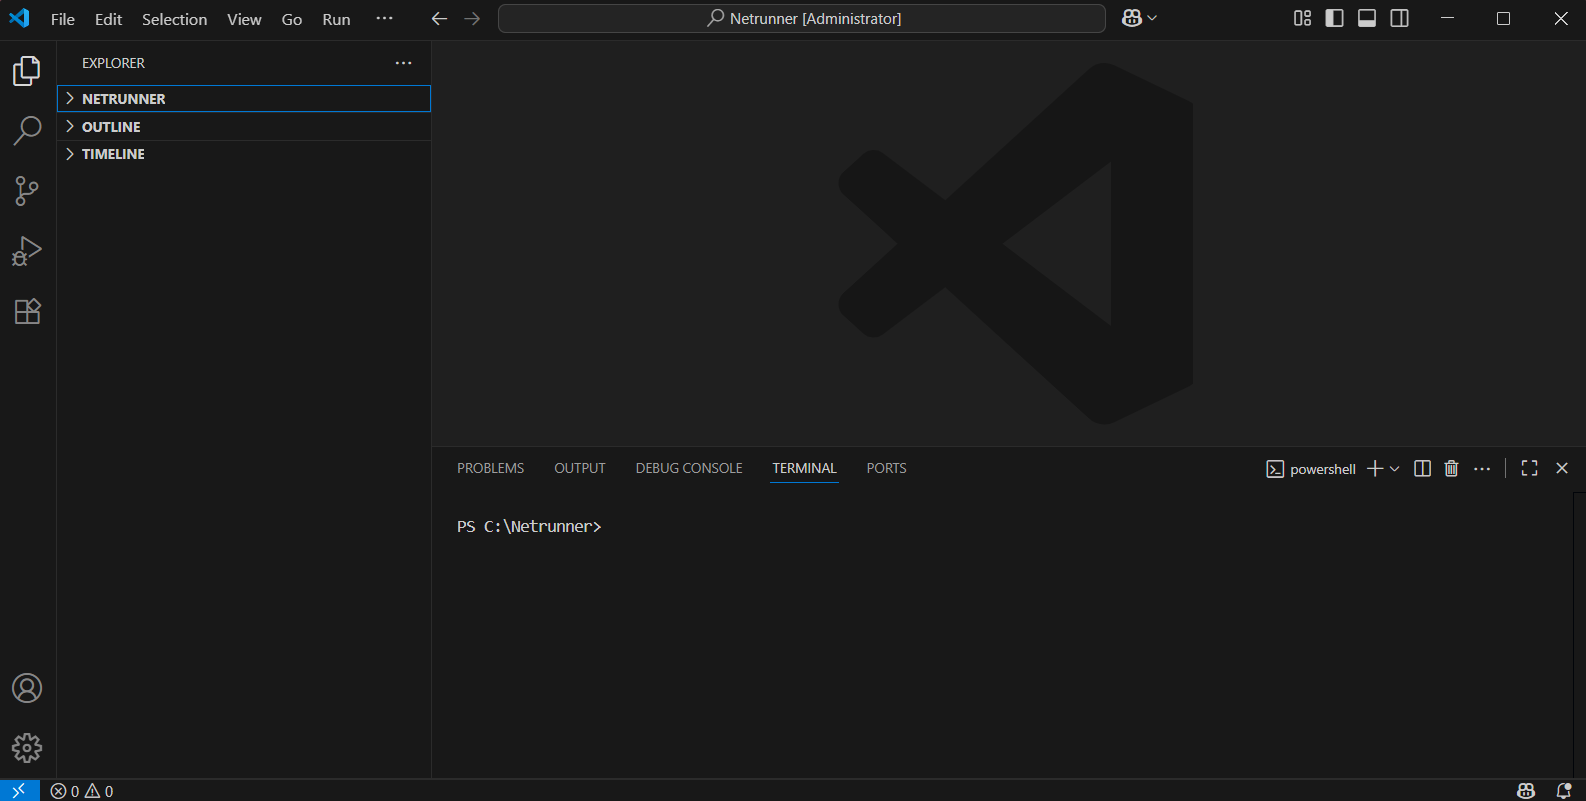 File Edit Selection View Go Run ···
Netrunner [Administrator]
EXPLORER
NETRUNNER
OUTLINE
TIMELINE
PROBLEMS OUTPUT DEBUG CONSOLE TERMINAL PORTS
powershell
PS C:\Netrunner>
0 0